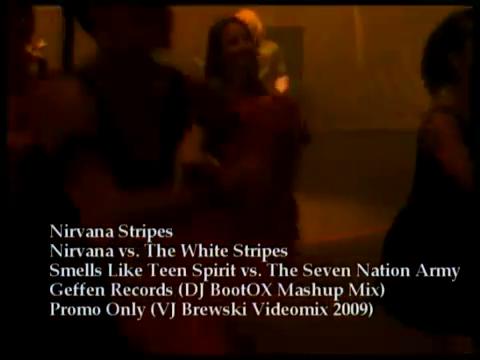 Nirvana Stripes
Nirvana vs. The White Stripes
Smells Like Teen Spirit vs. The Seven Nation Army
Geffen Records (DJ BootOX Mashup Mix)
Promo Only (VJ Brewski Videomix 2009)